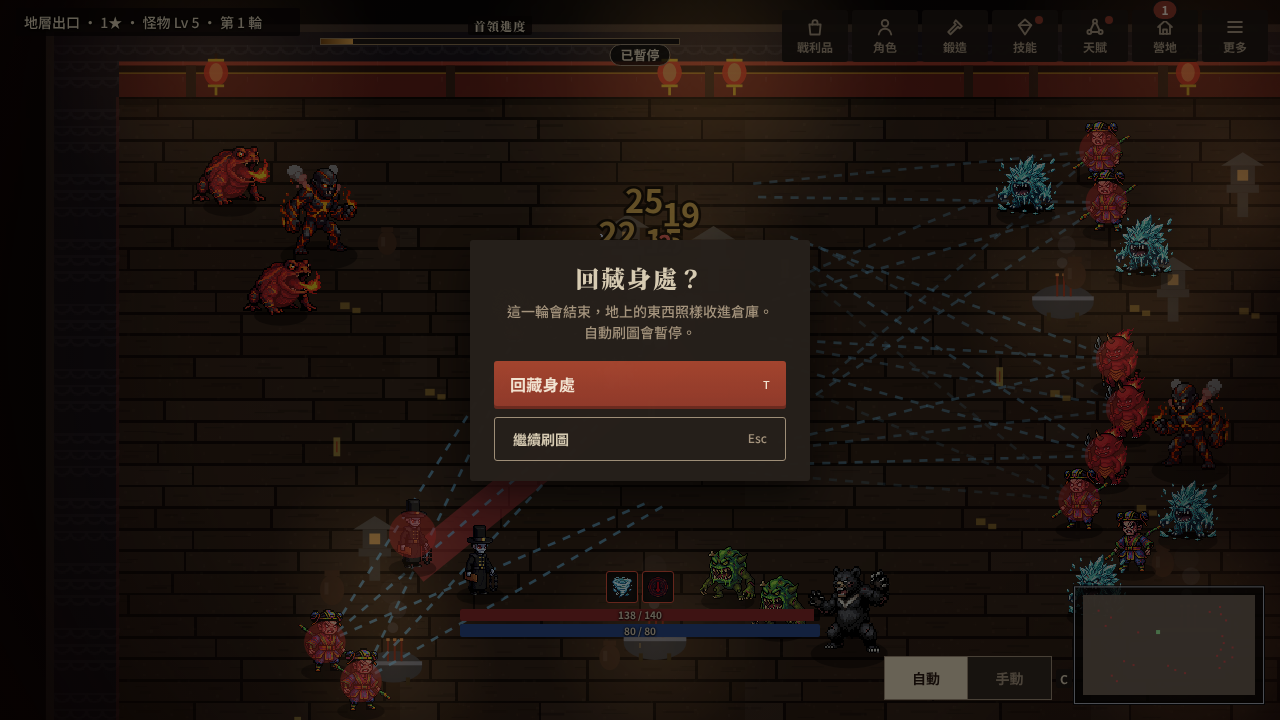 地層出口 · 1★ · 怪物 Lv 5 · 第 1 輪
首領進度
已暫停
1
戰利品
角色
鍛造
技能
天賦
營地
更多
25
19
22
回藏身處？
這一輪會結束，地上的東西照樣收進倉庫。
自動刷圖會暫停。
回藏身處 T
繼續刷圖 Esc
138 / 140
80 / 80
自動
手動
C